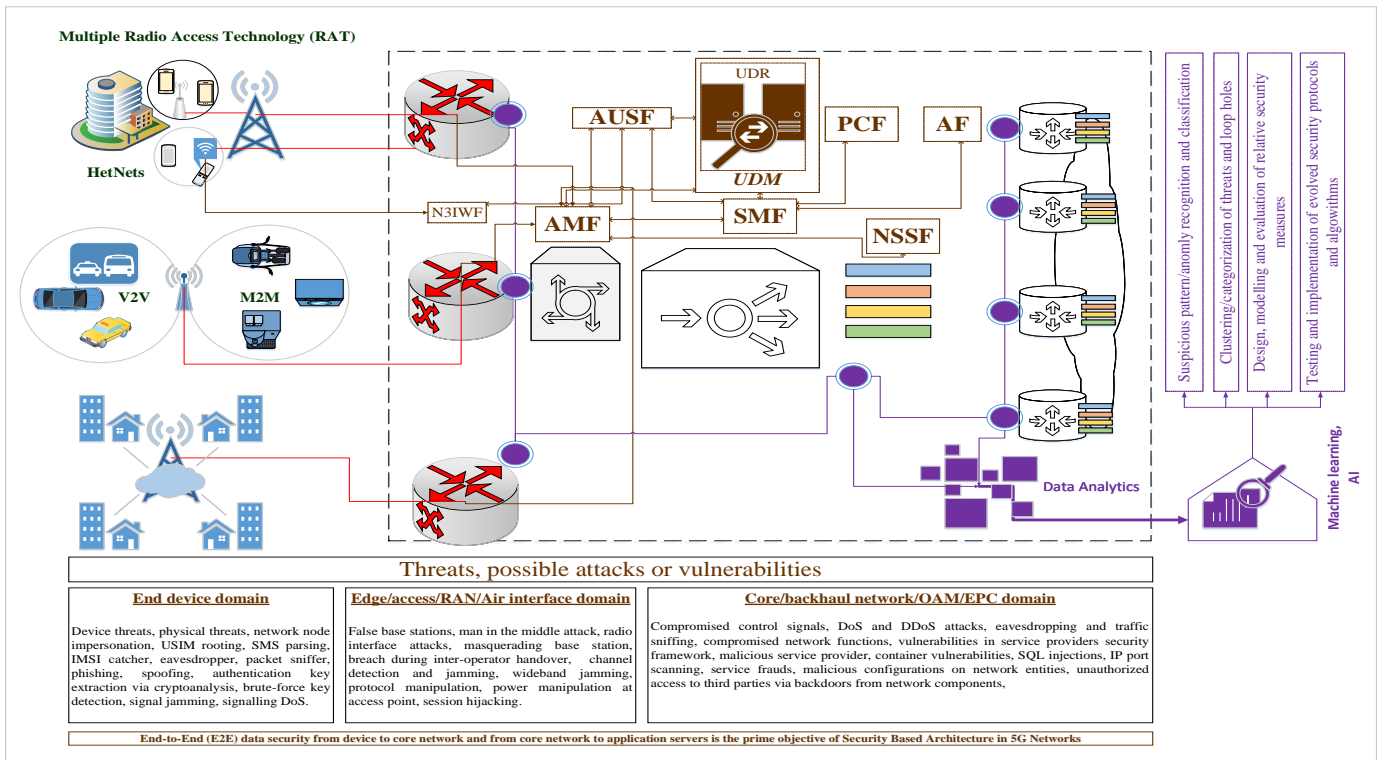 Multiple Radio Access Technology (RAT)
HetNets
V2V
M2M
N3IWF
AUSF
AMF
UDR
UDM
SMF
PCF
AF
NSSF
Data Analytics
Suspicious pattern/anomly recognition and classification
Clustering/categorization of threats and loop holes
Design, modelling and evaluation of relative security
measures
Testing and implementation of evolved security protocols
and algorithms
Machine learning,
AI
Threats, possible attacks or vulnerabilities
End device domain
Device threats, physical threats, network node
impersonation, USIM rooting, SMS parsing,
IMSI catcher, eavesdropper, packet sniffer,
phishing, spoofing, authentication key
extraction via cryptoanalysis, brute-force key
detection, signal jamming, signalling DoS.
Edge/access/RAN/Air interface domain
False base stations, man in the middle attack, radio
interface attacks, masquerading base station,
breach during inter-operator handover, channel
detection and jamming, wideband jamming,
protocol manipulation, power manipulation at
access point, session hijacking.
Core/backhaul network/OAM/EPC domain
Compromised control signals, DoS and DDoS attacks, eavesdropping and traffic
sniffing, compromised network functions, vulnerabilities in service providers security
framework, malicious service provider, container vulnerabilities, SQL injections, IP port
scanning, service frauds, malicious configurations on network entities, unauthorized
access to third parties via backdoors from network components,
End-to-End (E2E) data security from device to core network and from core network to application servers is the prime objective of Security Based Architecture in 5G Networks